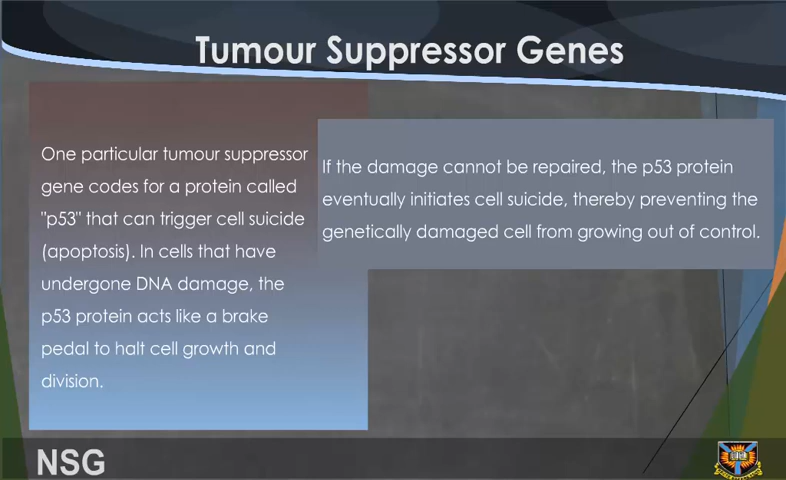 Tumour Suppressor Genes
One particular tumour suppressor
gene codes for a protein called
"p53" that can trigger cell suicide
(apoptosis). In cells that have
undergone DNA damage, the
p53 protein acts like a brake
pedal to halt cell growth and
division.
If the damage cannot be repaired, the p53 protein
eventually initiates cell suicide, thereby preventing the
genetically damaged cell from growing out of control.
NSG